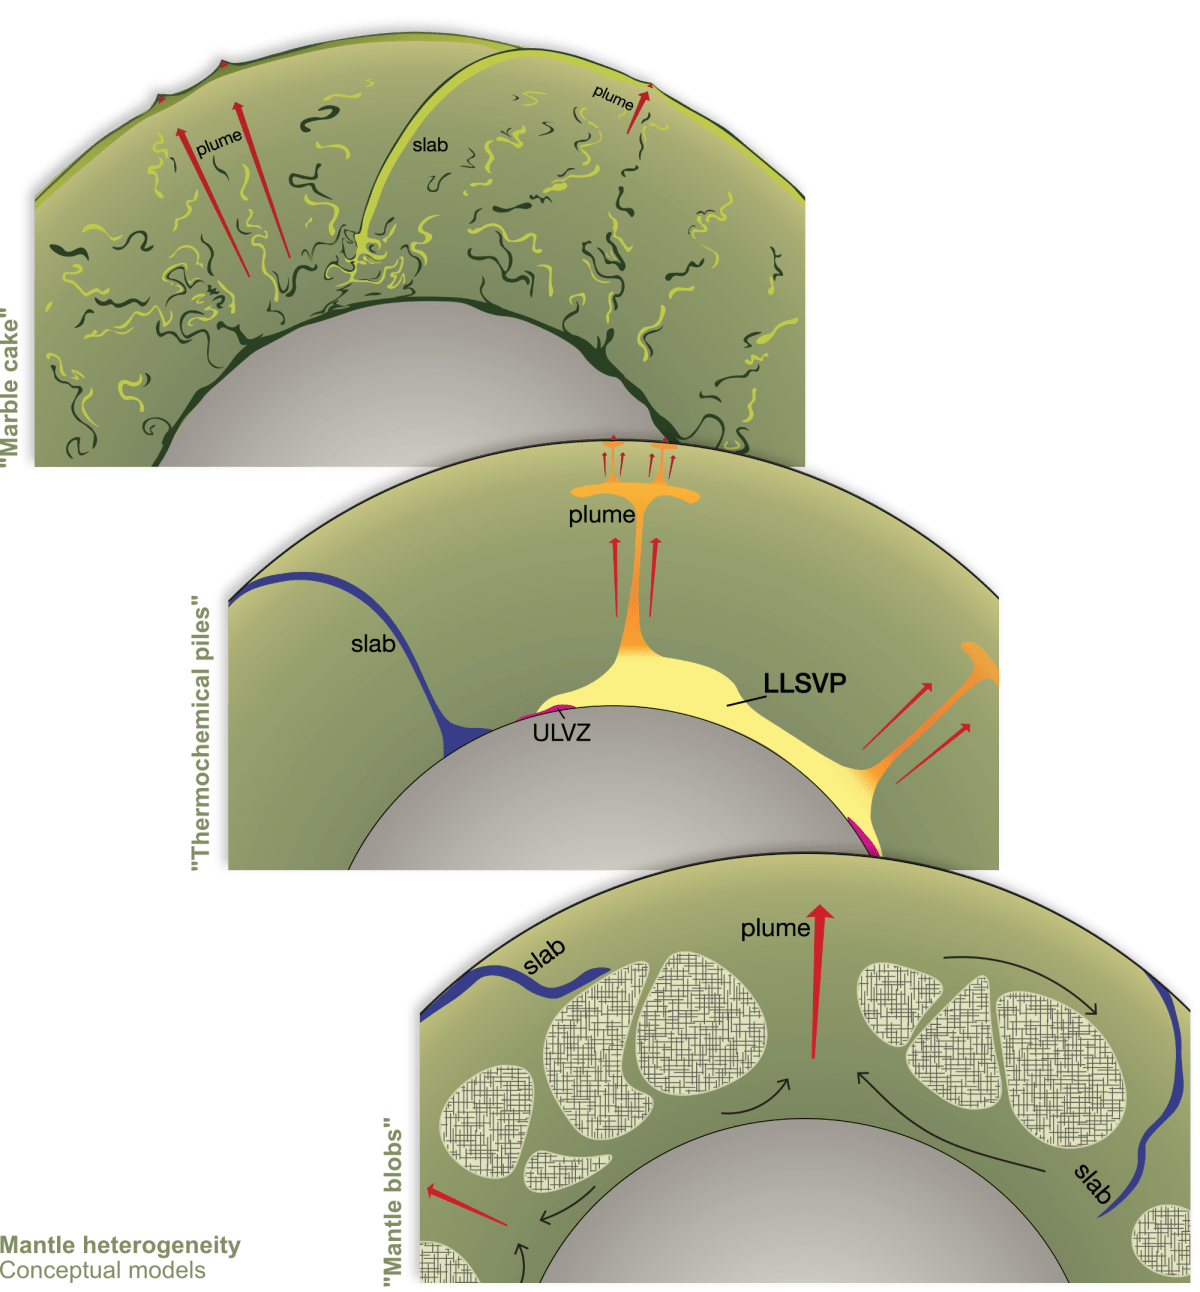 "Marble cake"
plume
slab
plume
"Thermochemical piles"
plume
slab
LLSVP
ULVZ
"Mantle blobs"
plume
slab
slab
Mantle heterogeneity
Conceptual models